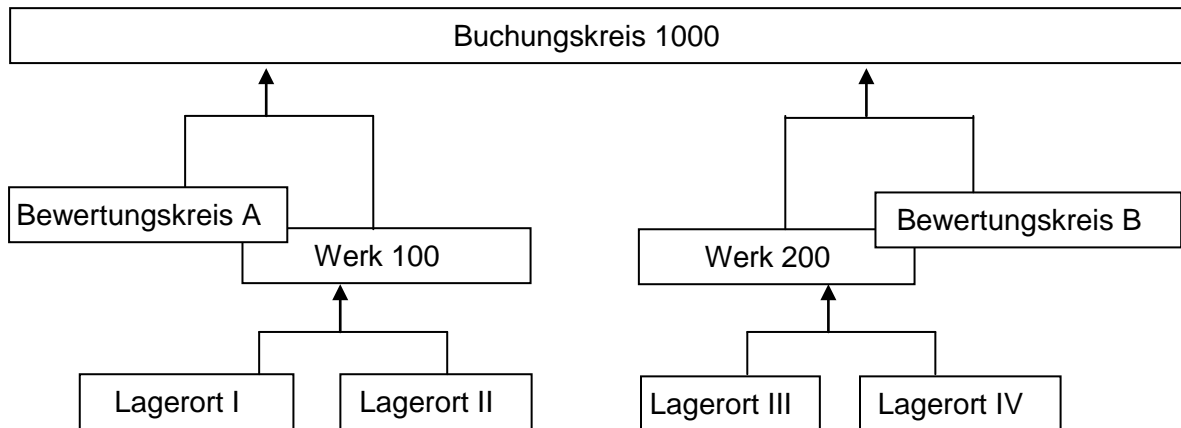 Buchungskreis 1000
Bewertungskreis A
Bewertungskreis B
Werk 100
Werk 200
Lagerort I
Lagerort II
Lagerort III
Lagerort IV